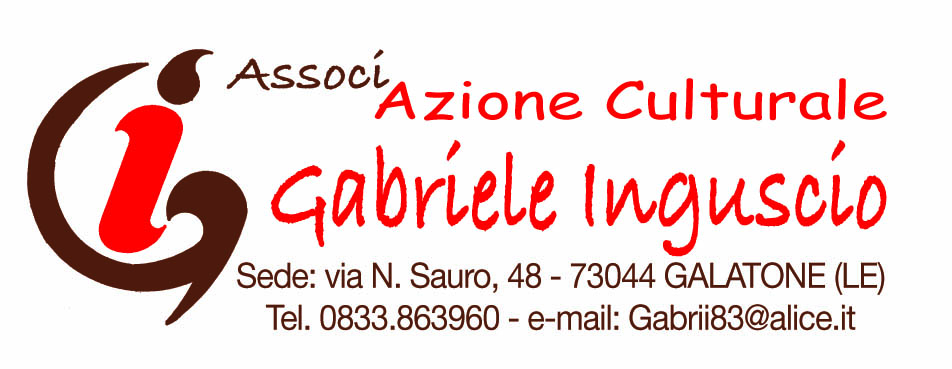 Associ
Azione Culturale
Gabriele Inguscio
Sede: via N. Sauro, 48 - 73044 GALATONE (LE)
Tel. 0833.863960 - e-mail: Gabrii83@alice.it